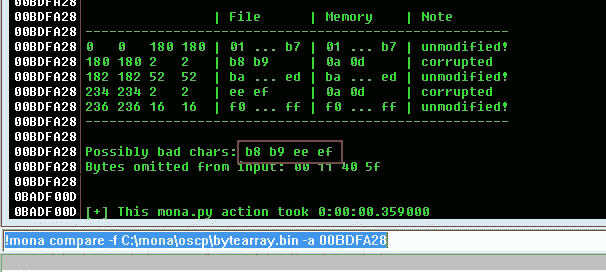 00BDFA28 | File | Memory | Note
00BDFA28 ---------------------------------------------------
00BDFA28 0 0 180 180 | 01 ... b7 | 01 ... b7 | unmodified!
00BDFA28 180 180 2 2 | b8 b9 | 0a 0d | corrupted
00BDFA28 182 182 52 52 | ba ... ed | ba ... ed | unmodified!
00BDFA28 234 234 2 2 | ee ef | 0a 0d | corrupted
00BDFA28 236 236 16 16 | f0 ... ff | f0 ... ff | unmodified!
00BDFA28 ---------------------------------------------------
00BDFA28
00BDFA28 Possibly bad chars: b8 b9 ee ef
00BDFA28 Bytes omitted from input: 00 11 40 5f
00BDFA28
0BADF00D
0BADF00D [+] This mona.py action took 0:00:00.359000
!mona compare -f C:\mona\oscp\bytearray.bin -a 00BDFA28